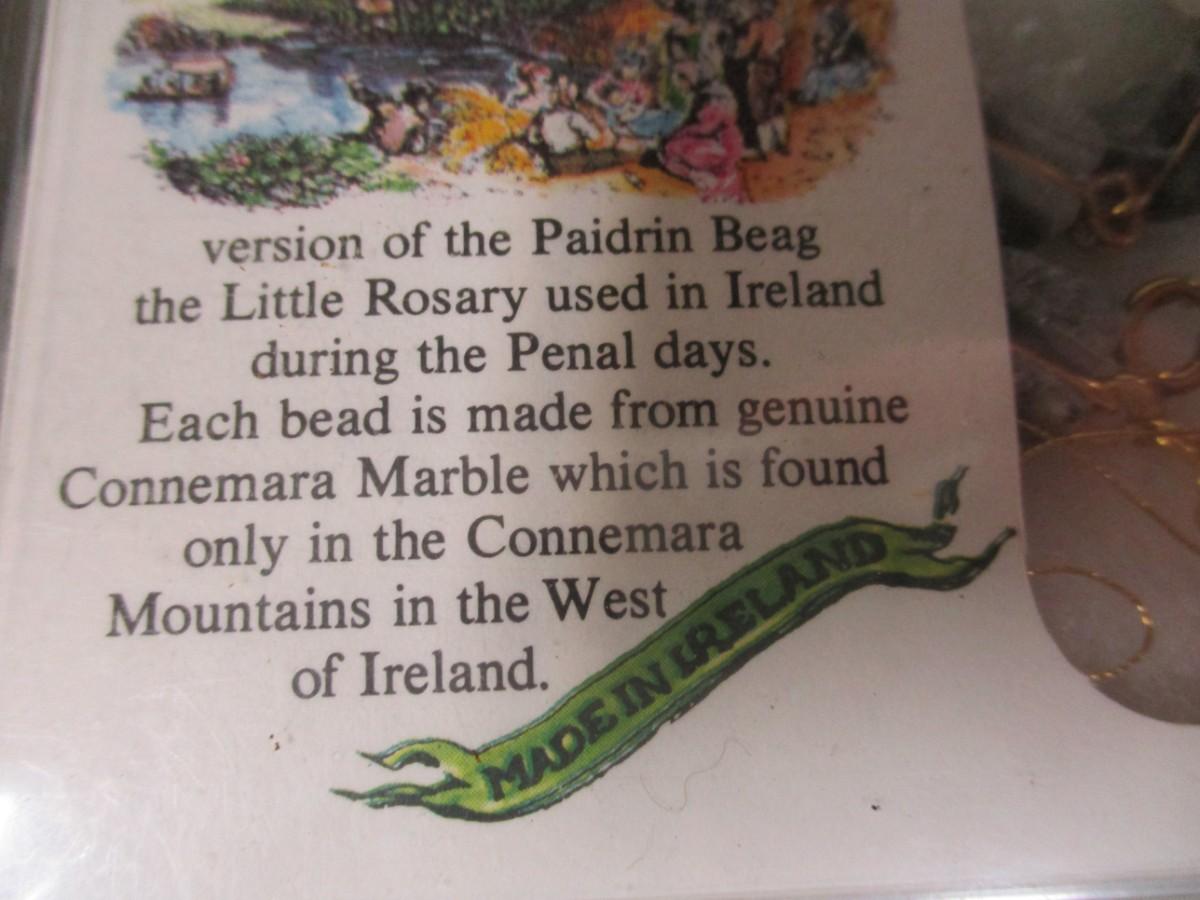 version of the Paidrin Beag
the Little Rosary used in Ireland
during the Penal days.
Each bead is made from genuine
Connemara Marble which is found
only in the Connemara
Mountains in the West
of Ireland.
MADE IN IRELAND